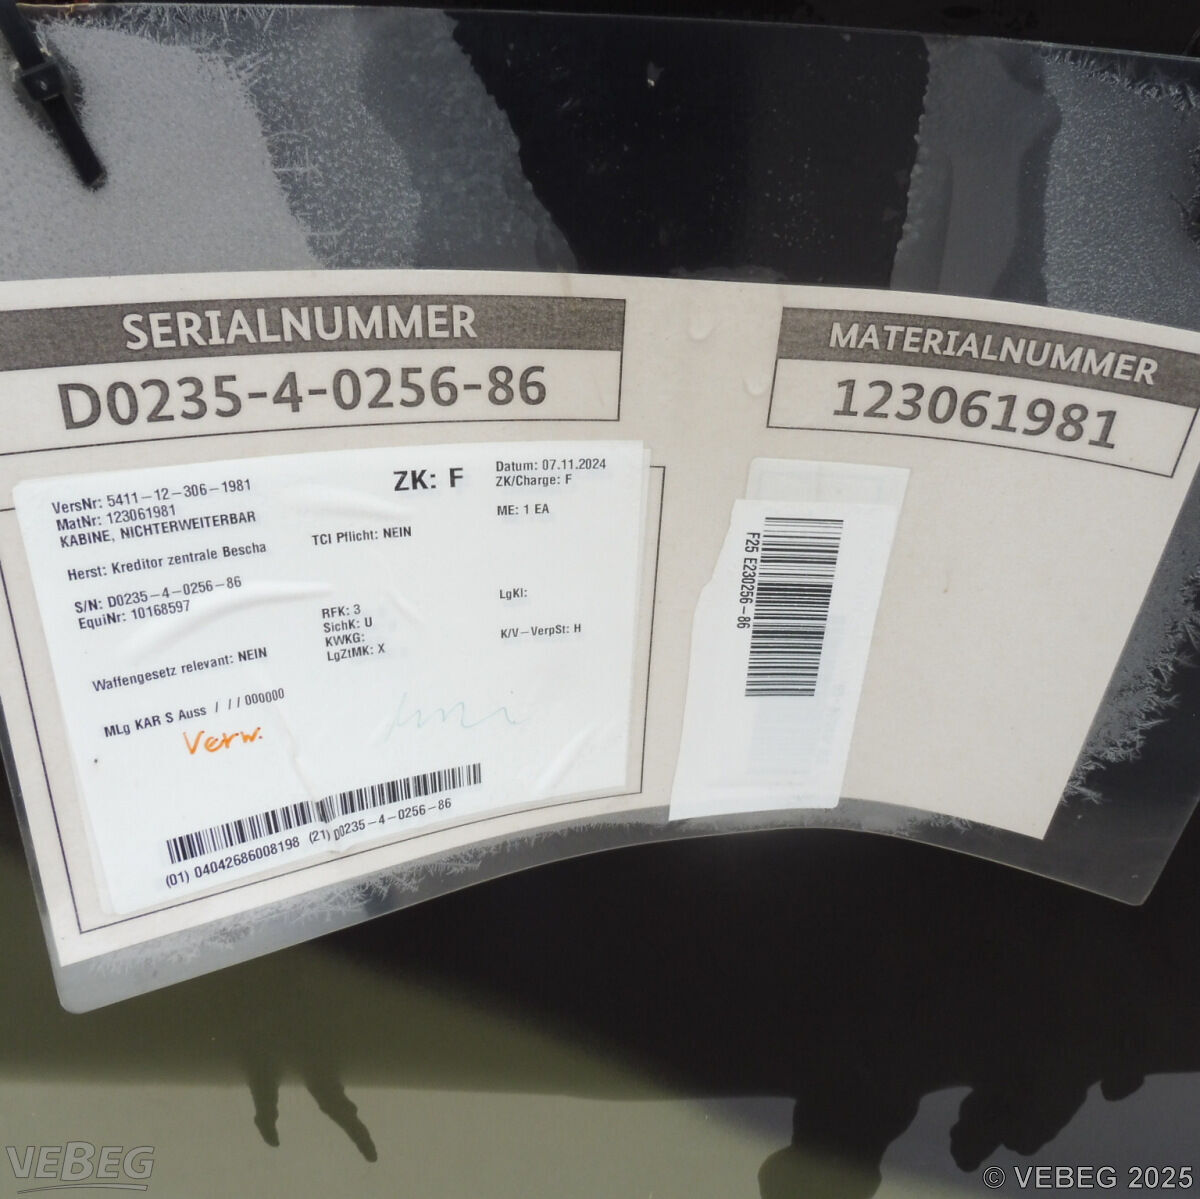 SERIALNUMMER
D0235-4-0256-86
MATERIALNUMMER
123061981
VersNr: 5411-12-306-1981
MatNr: 123061981
KABINE, NICHTERWEITERBAR
Herst: Kreditor zentrale Bescha
S/N: D0235-4-0256-86
EquiNr: 10168597
Waffengesetz relevant: NEIN
MLg KAR S Auss / / / 000000
Verw.
ZK: F
TCI Pflicht: NEIN
RFK: 3
SichK: U
KWKG:
LgZtMK: X
Datum: 07.11.2024
ZK/Charge: F
ME: 1 EA
LgKl:
K/V-VerpSt: H
(01) 04042686008198 (21) D0235-4-0256-86
F25 E230256-86
VEBEG
© VEBEG 2025